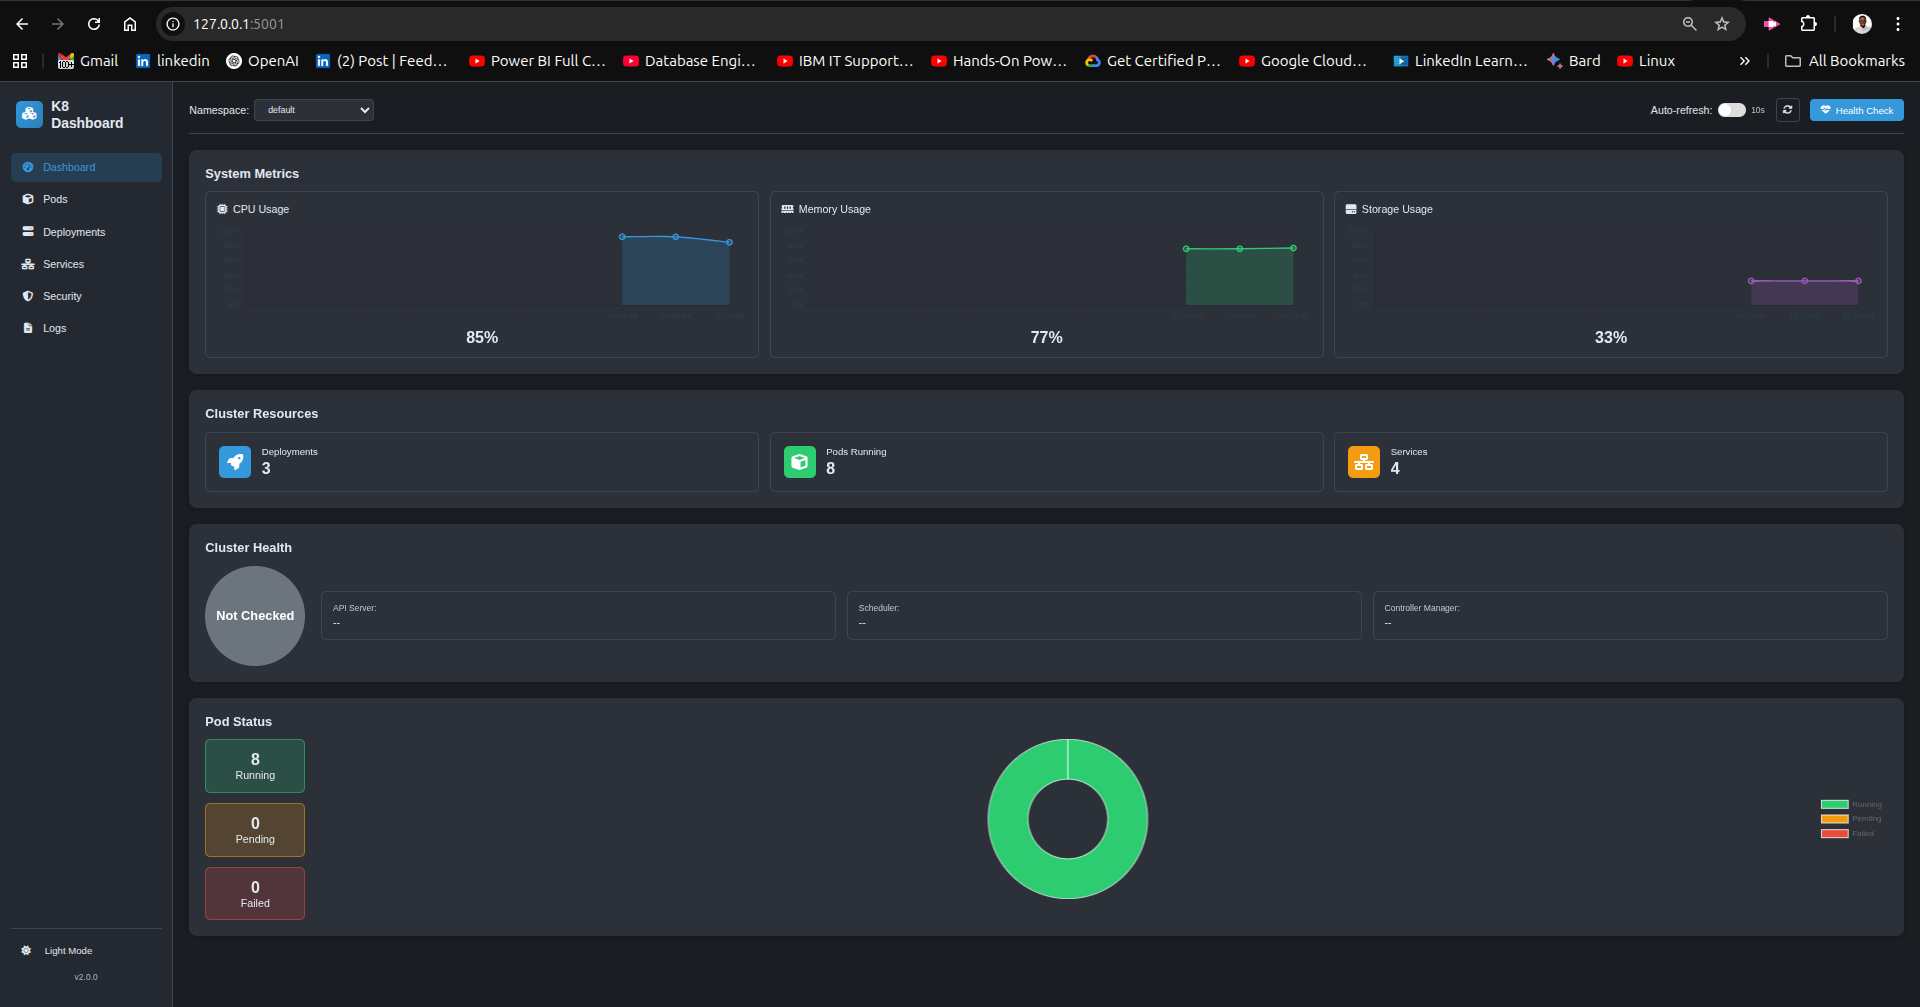 127.0.0.1:5001
Gmail
linkedin
OpenAI
(2) Post | Feed…
Power BI Full C…
Database Engi…
IBM IT Support…
Hands-On Pow…
Get Certified P…
Google Cloud…
LinkedIn Learn…
Bard
Linux
All Bookmarks
K8
Dashboard
Dashboard
Pods
Deployments
Services
Security
Logs
Light Mode
v2.0.0
Namespace: default
Auto-refresh: 10s
Health Check
System Metrics
CPU Usage
85%
Memory Usage
77%
Storage Usage
33%
Cluster Resources
Deployments
3
Pods Running
8
Services
4
Cluster Health
Not Checked
API Server:
--
Scheduler:
--
Controller Manager:
--
Pod Status
8
Running
0
Pending
0
Failed
Running
Pending
Failed